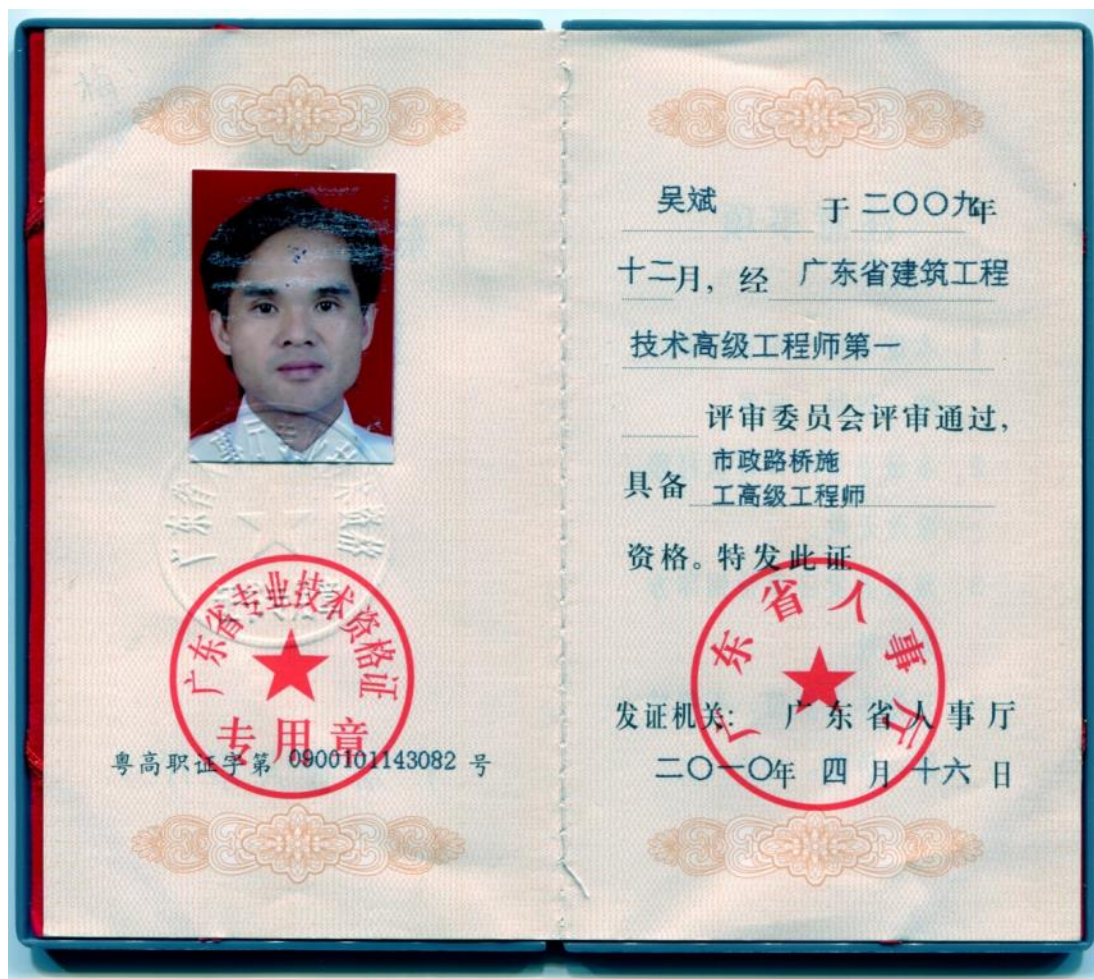 广东省专业技术资格证
专用章
粤高职证字第 0900101143082 号
吴斌 于 二〇〇九年
十二月，经 广东省建筑工程
技术高级工程师第一
评审委员会评审通过，
具备 市政路桥施
工高级工程师
资格。特发此证
广东省人事厅
发证机关： 广东省人事厅
二〇一〇年 四 月 十六 日